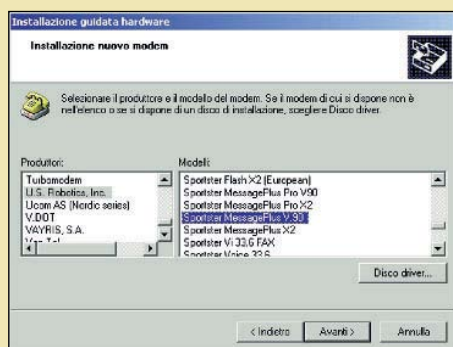 Installazione guidata hardware
Installazione nuovo modem
Selezionare il produttore e il modello del modem. Se il modem di cui si dispone non è
nell'elenco o se si dispone di un disco di installazione, scegliere Disco driver.
Produttori:
Turbomodem
U.S. Robotics, Inc.
Ucom AS (Nordic series)
V.DOT
VAYRIS, S.A.
Modelli:
Sportster Flash X2 (European)
Sportster MessagePlus Pro V90
Sportster MessagePlus Pro X2
Sportster MessagePlus V.90
Sportster MessagePlus X2
Sportster Vi 33,6 FAX
Sportster Voice 33.6
Disco driver...
< Indietro
Avanti >
Annulla